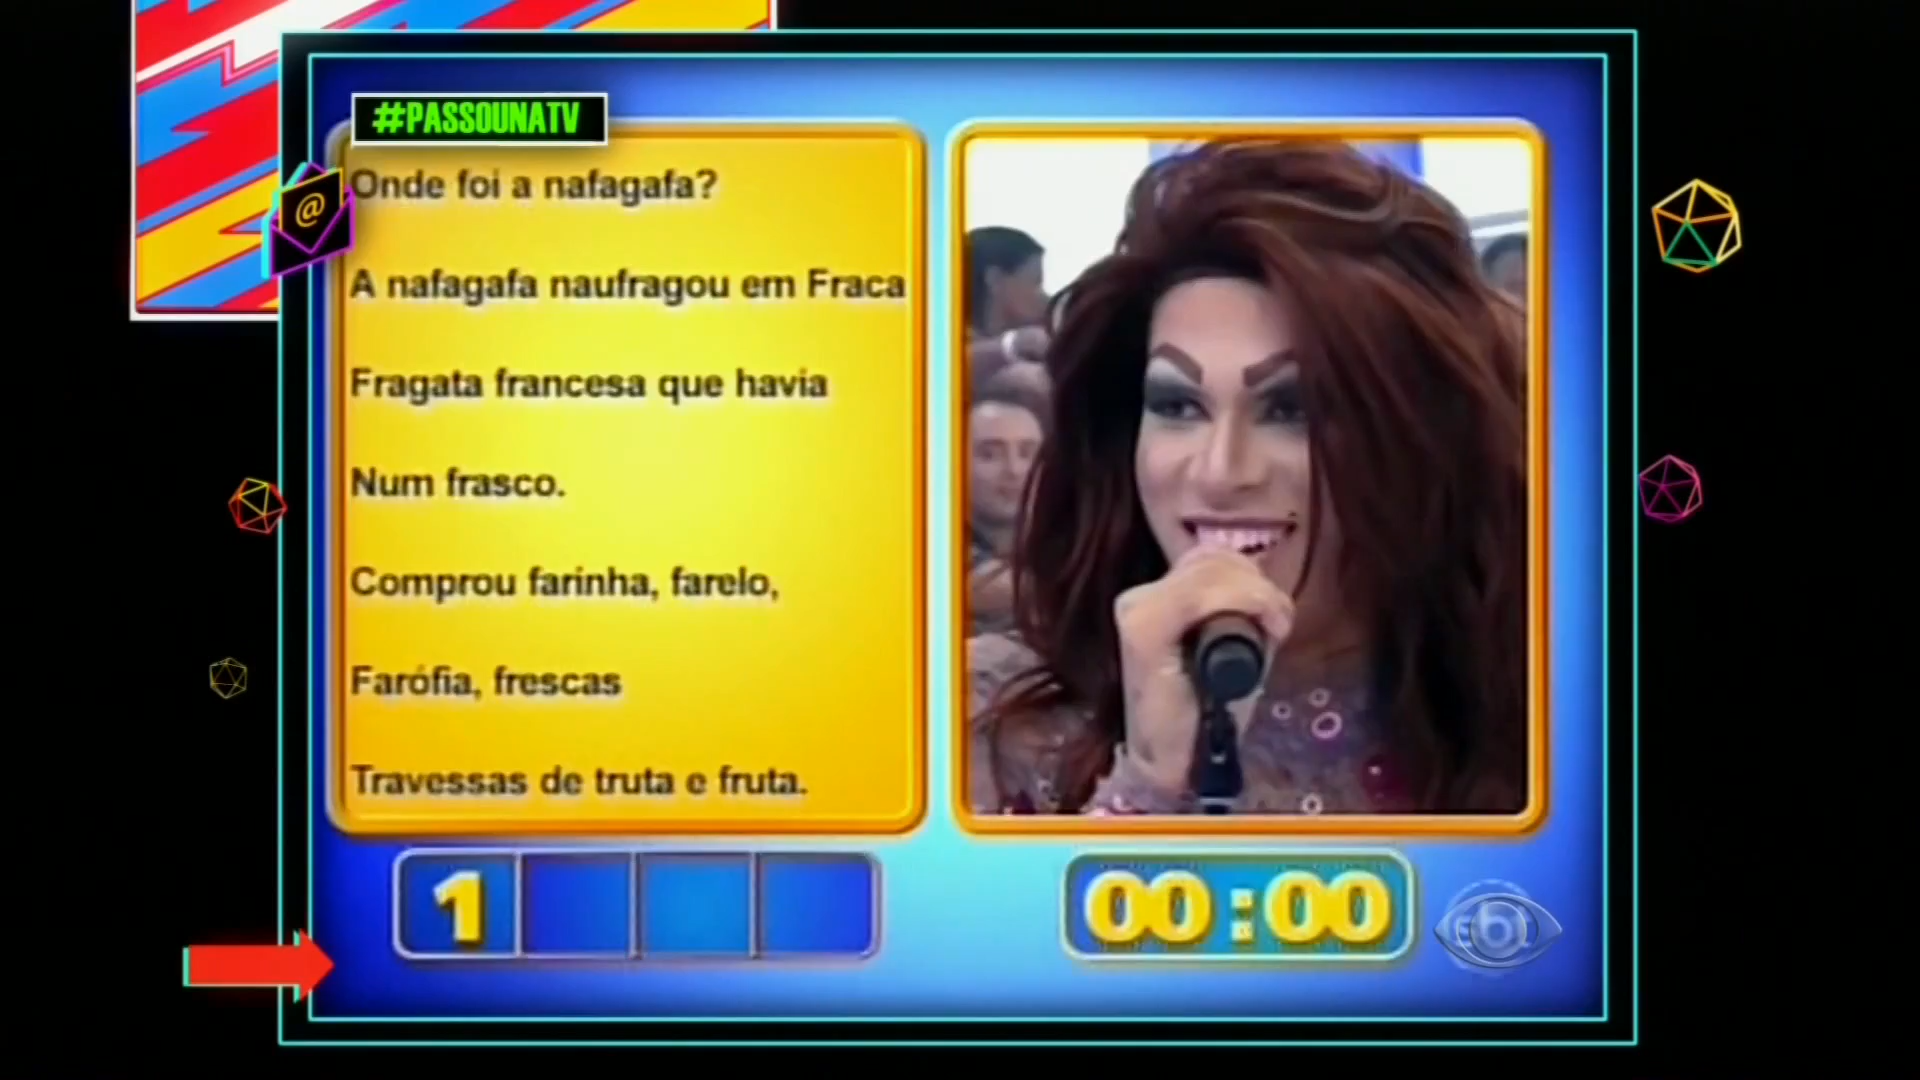 #PASSOUNATV
@
Onde foi a nafagafa?
A nafagafa naufragou em Fraca
Fragata francesa que havia
Num frasco.
Comprou farinha, farelo,
Farófia, frescas
Travessas de truta e fruta.
1
00:00
sbt